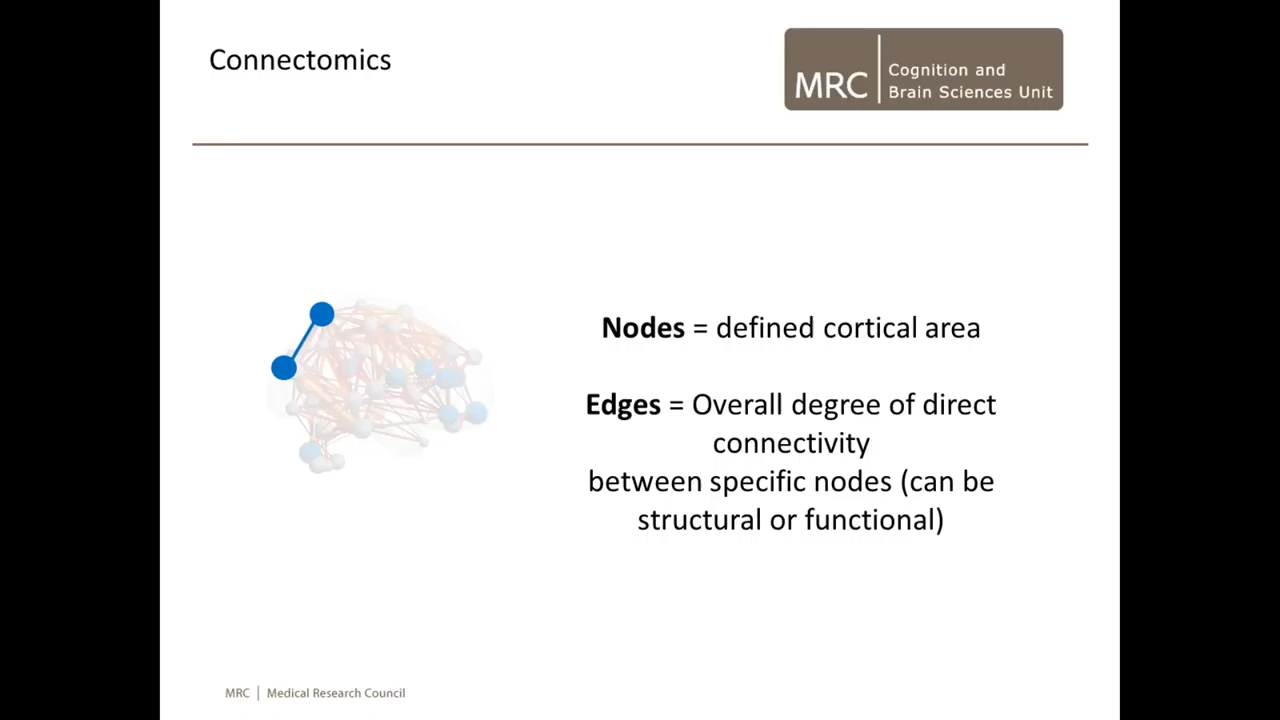 Connectomics
MRC
Cognition and
Brain Sciences Unit
Nodes = defined cortical area
Edges = Overall degree of direct
connectivity
between specific nodes (can be
structural or functional)
MRC | Medical Research Council